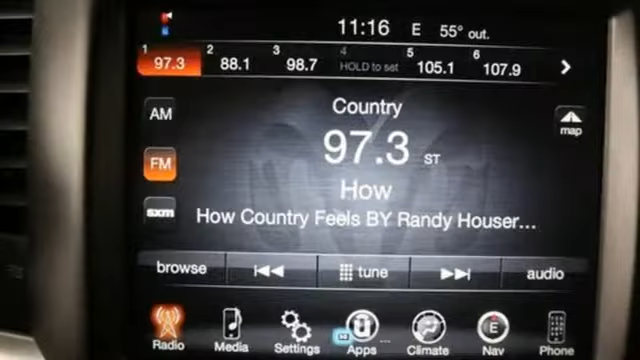 11:16 E 55° out.
1 2 3 4 5 6
97.3 88.1 98.7 HOLD to set 105.1 107.9
Country
AM
map
97.3 ST
FM
How
sxm
How Country Feels BY Randy Houser...
browse tune audio
E
Radio Media Settings Apps ... Climate Nav Phone